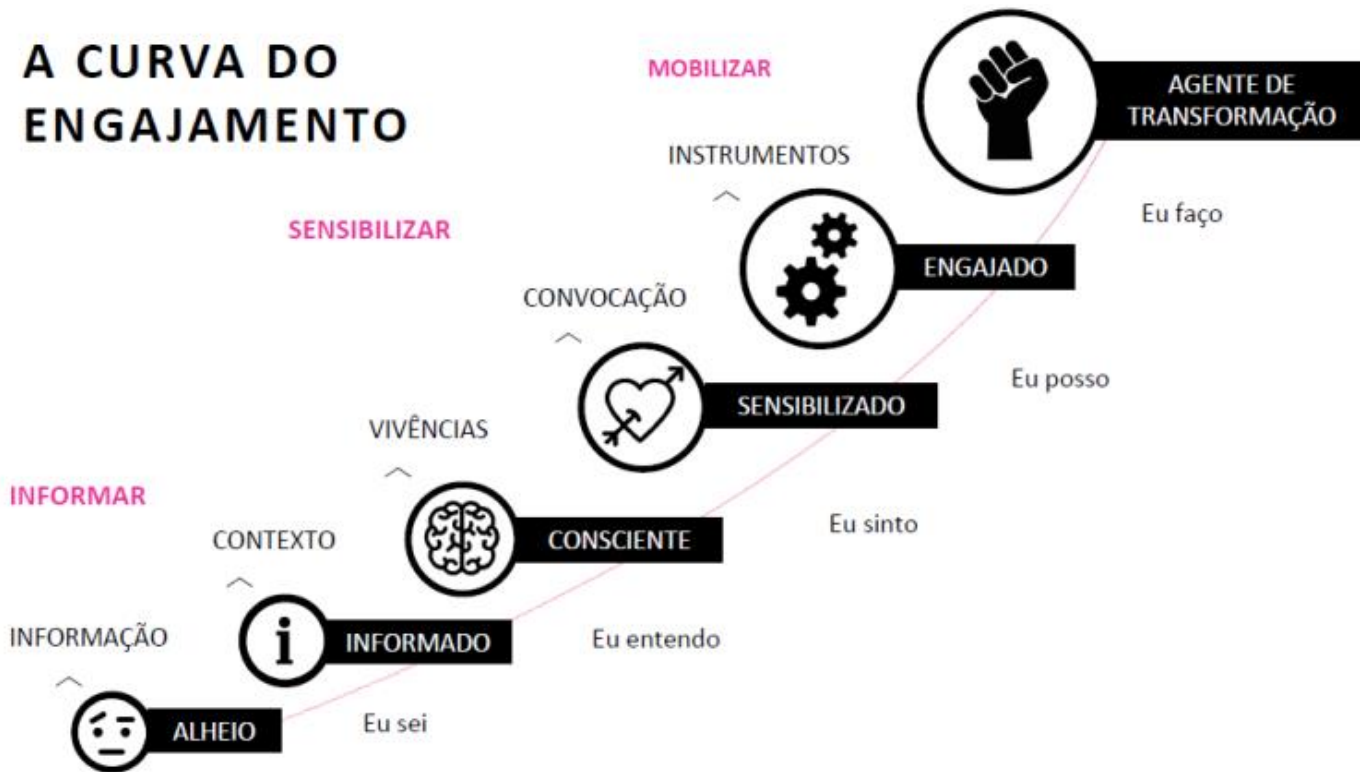 A CURVA DO
ENGAJAMENTO
MOBILIZAR
AGENTE DE
TRANSFORMAÇÃO
INSTRUMENTOS
Eu faço
SENSIBILIZAR
ENGAJADO
CONVOCAÇÃO
Eu posso
SENSIBILIZADO
VIVÊNCIAS
INFORMAR
Eu sinto
CONTEXTO
CONSCIENTE
INFORMAÇÃO
i
INFORMADO
Eu entendo
ALHEIO
Eu sei